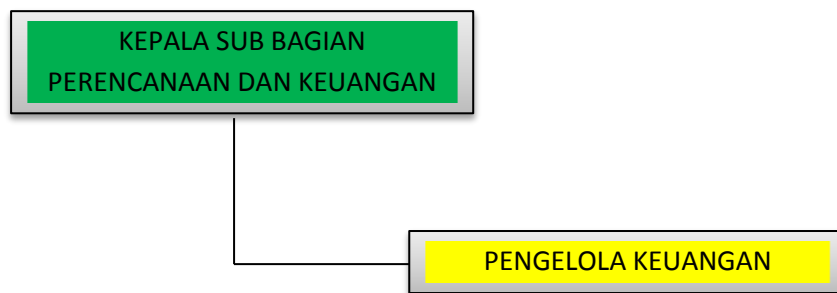 KEPALA SUB BAGIAN
PERENCANAAN DAN KEUANGAN
PENGELOLA KEUANGAN